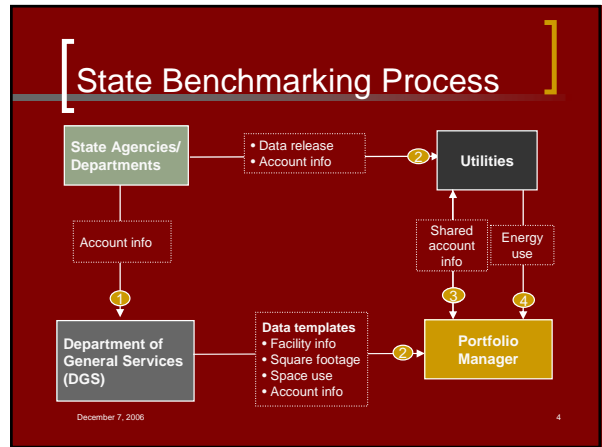 State Benchmarking Process
State Agencies/
Departments
• Data release
• Account info
2
Utilities
Account info
Shared
account
info
Energy
use
1
3
4
Department of
General Services
(DGS)
Data templates
• Facility info
• Square footage
• Space use
• Account info
2
Portfolio
Manager
December 7, 2006
4